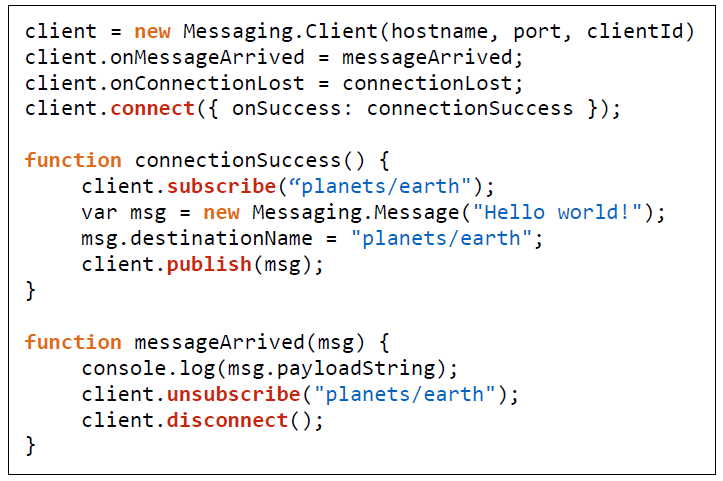 client = new Messaging.Client(hostname, port, clientId)
client.onMessageArrived = messageArrived;
client.onConnectionLost = connectionLost;
client.connect({ onSuccess: connectionSuccess });

function connectionSuccess() {
    client.subscribe(“planets/earth");
    var msg = new Messaging.Message("Hello world!");
    msg.destinationName = "planets/earth";
    client.publish(msg);
}

function messageArrived(msg) {
    console.log(msg.payloadString);
    client.unsubscribe("planets/earth");
    client.disconnect();
}